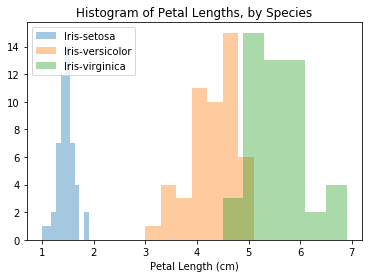 Histogram of Petal Lengths, by Species
Iris-setosa
Iris-versicolor
Iris-virginica
14
12
10
8
6
4
2
0
1 2 3 4 5 6 7
Petal Length (cm)